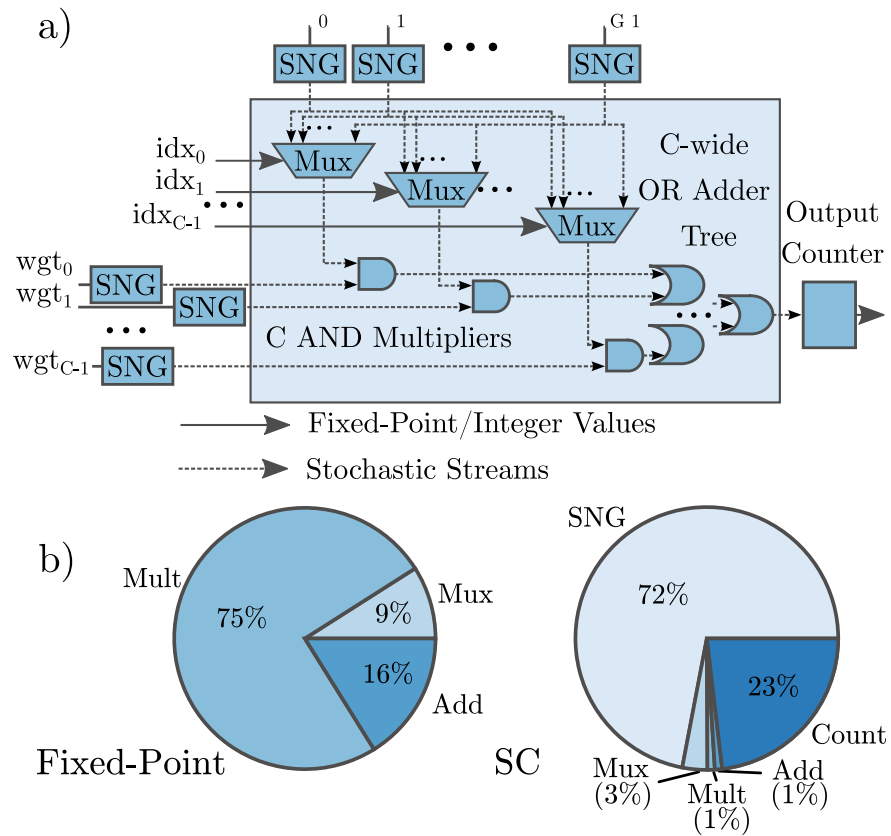 a)
0 1 G 1
SNG SNG SNG
C-wide
idx0 Mux
idx1 Mux OR Adder
idxC-1 Mux Output
Tree
Counter
wgt0 SNG
wgt1 SNG
C AND Multipliers
wgtC-1 SNG
Fixed-Point/Integer Values
Stochastic Streams
b)
SNG
Mult
75%
72%
Mux
9%
16%
23%
Add
Count
Fixed-Point
SC
Mux
(3%)
Mult
(1%)
Add
(1%)